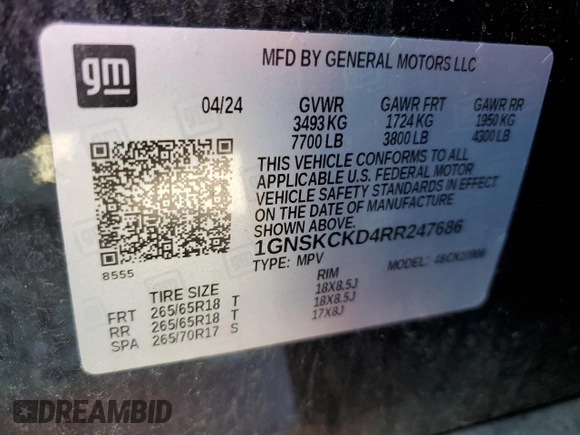 gm
MFD BY GENERAL MOTORS LLC
04/24 GVWR GAWR FRT GAWR RR
3493 KG 1724 KG 1950 KG
7700 LB 3800 LB 4300 LB
THIS VEHICLE CONFORMS TO ALL
APPLICABLE U.S. FEDERAL MOTOR
VEHICLE SAFETY STANDARDS IN EFFECT
ON THE DATE OF MANUFACTURE
SHOWN ABOVE.
1GNSKCKD4RR247686
8555 TYPE: MPV MODEL:
TIRE SIZE RIM
FRT 265/65R18 T 18X8.5J
RR 265/65R18 T 18X8.5J
SPA 265/70R17 S 17X8J
DREAMBID